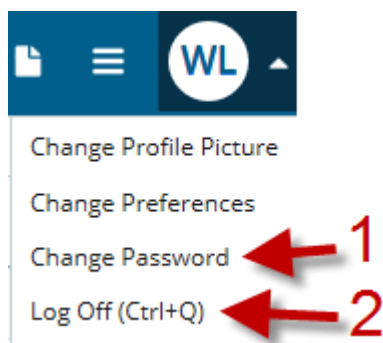 WL
Change Profile Picture
Change Preferences
Change Password 1
Log Off (Ctrl+Q) 2